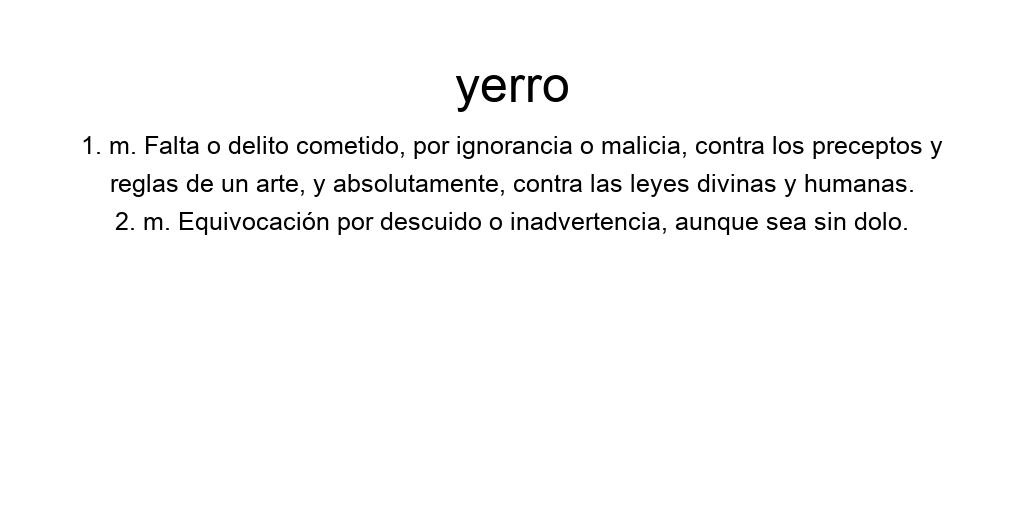 yerro
1. m. Falta o delito cometido, por ignorancia o malicia, contra los preceptos y
reglas de un arte, y absolutamente, contra las leyes divinas y humanas.
2. m. Equivocación por descuido o inadvertencia, aunque sea sin dolo.